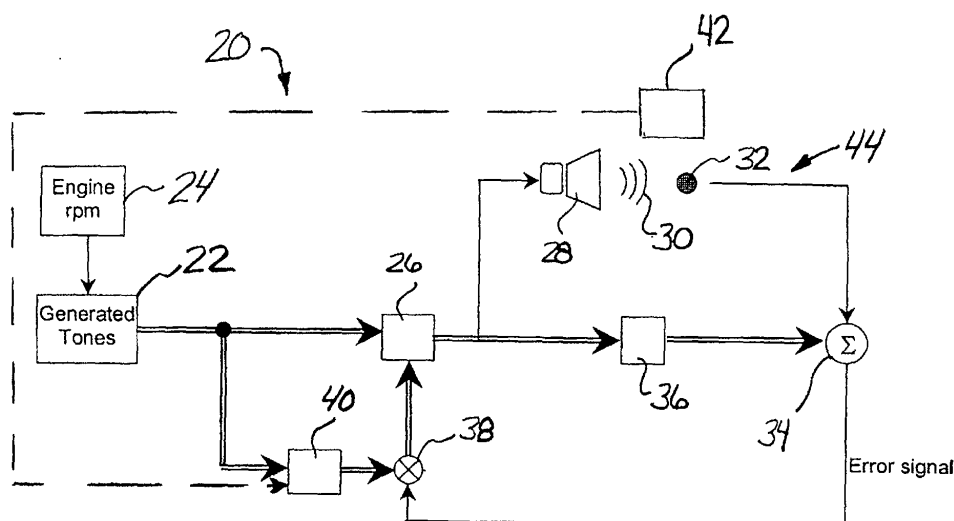 20
42
Engine
rpm
24
32
44
28
30
22
Generated
Tones
26
36
Σ
34
40
38
Error signal